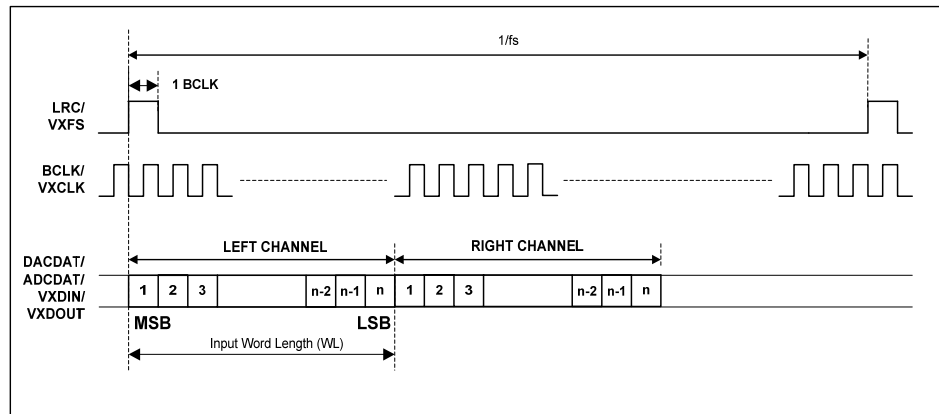 1/fs
1 BCLK
LRC/
VXFS
BCLK/
VXCLK
LEFT CHANNEL RIGHT CHANNEL
DACDAT/
ADCDAT/
VXDIN/
VXDOUT
1 2 3 n-2 n-1 n 1 2 3 n-2 n-1 n
MSB LSB
Input Word Length (WL)